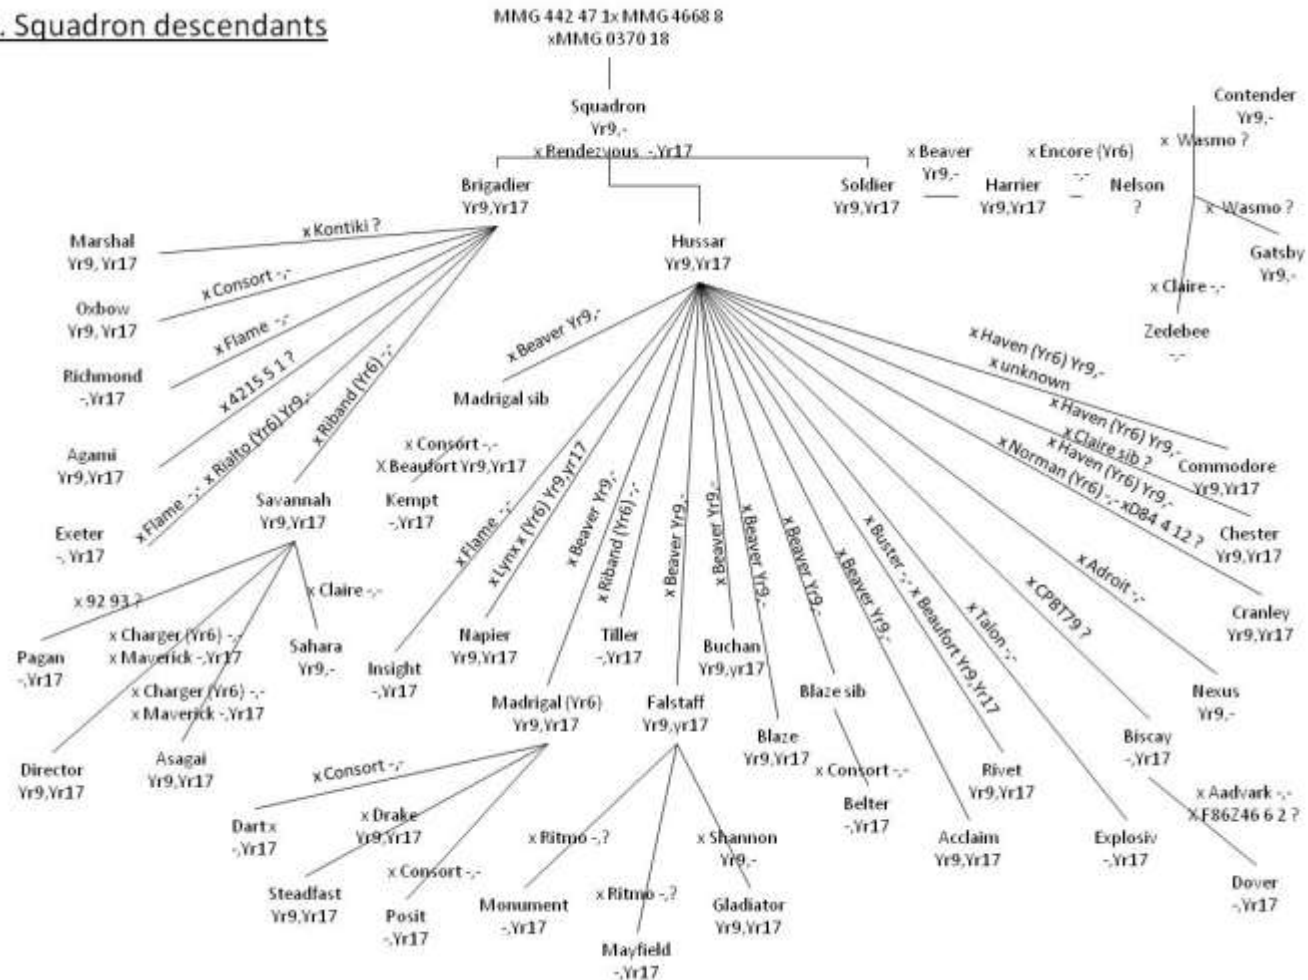 . Squadron descendants
MMG 442 47 1x MMG 4668 8
xMMG 0370 18
Squadron
Yr9,-
x Rendezvous -,Yr17
Brigadier
Yr9,Yr17
Soldier
Yr9,Yr17
x Beaver
Yr9,-
Harrier
Yr9,Yr17
x Encore (Yr6)
-,-
Nelson
?
Contender
Yr9,-
x Wasmo ?
x Wasmo ?
Gatsby
Yr9,-
x Claire -,-
Zedebee
-,-
Hussar
Yr9,Yr17
x Kontiki ?
Marshal
Yr9, Yr17
x Consort -,-
Oxbow
Yr9, Yr17
x Flame -,-
Richmond
-,Yr17
x 4215 5 1 ?
Agami
Yr9,Yr17
x Flame -,- x Rialto (Yr6) Yr9,-
Exeter
-, Yr17
x Riband (Yr6) -,-
Savannah
Yr9,Yr17
x 92 93 ?
Pagan
-,Yr17
x Charger (Yr6) -,-
x Maverick -,Yr17
Director
Yr9,Yr17
x Charger (Yr6) -,-
x Maverick -,Yr17
Asagai
Yr9,Yr17
x Claire -,-
Sahara
Yr9,-
x Beaver Yr9,-
Madrigal sib
x Consort -,-
X Beaufort Yr9,Yr17
Kempt
-,Yr17
x Flame -,-
Insight
-,Yr17
x Lynx x (Yr6) Yr9,yr17
Napier
Yr9,Yr17
x Beaver Yr9,-
Madrigal (Yr6)
Yr9,Yr17
x Consort -,-
Dart x
-,Yr17
x Drake
Yr9,Yr17
Steadfast
Yr9,Yr17
x Consort -,-
Posit
-,Yr17
x Riband (Yr6) -,-
Tiller
-,Yr17
x Beaver Yr9,-
Falstaff
Yr9,yr17
x Ritmo -,?
Monument
-,Yr17
x Ritmo -,?
Mayfield
-,Yr17
x Shannon
Yr9,-
Gladiator
Yr9,Yr17
x Beaver Yr9,-
Buchan
Yr9,yr17
x Beaver Yr9,-
Blaze
Yr9,Yr17
x Beaver Yr9,-
Blaze sib
x Consort -,-
Belter
-,Yr17
x Beaver Yr9,-
Acclaim
Yr9,Yr17
x Buster -,- x Beaufort Yr9,Yr17
Rivet
Yr9,Yr17
x Talon -,-
Explosiv
-,Yr17
x CPBT79 ?
Biscay
-,Yr17
x Aadvark -,-
X F86Z46 6 2 ?
Dover
-,Yr17
x Adroit -,-
Nexus
Yr9,-
x Haven (Yr6) Yr9,-
x Norman (Yr6) -,- xD84 4 12 ?
Cranley
Yr9,Yr17
x Haven (Yr6) Yr9,-
x Claire sib ?
Chester
Yr9,Yr17
x Haven (Yr6) Yr9,-
x unknown
Commodore
Yr9,Yr17